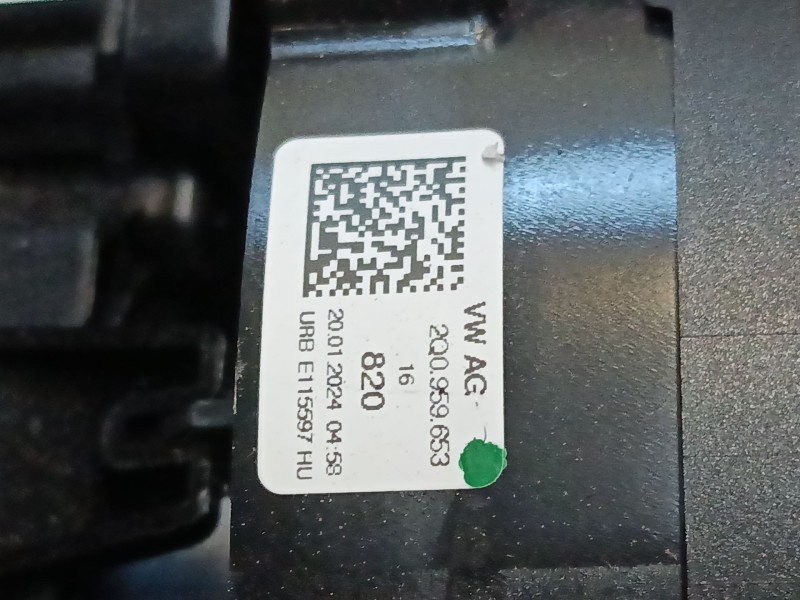 VW AG
2Q0.959.653
16
820
20.01.2024 04:58
URB E115597 HU